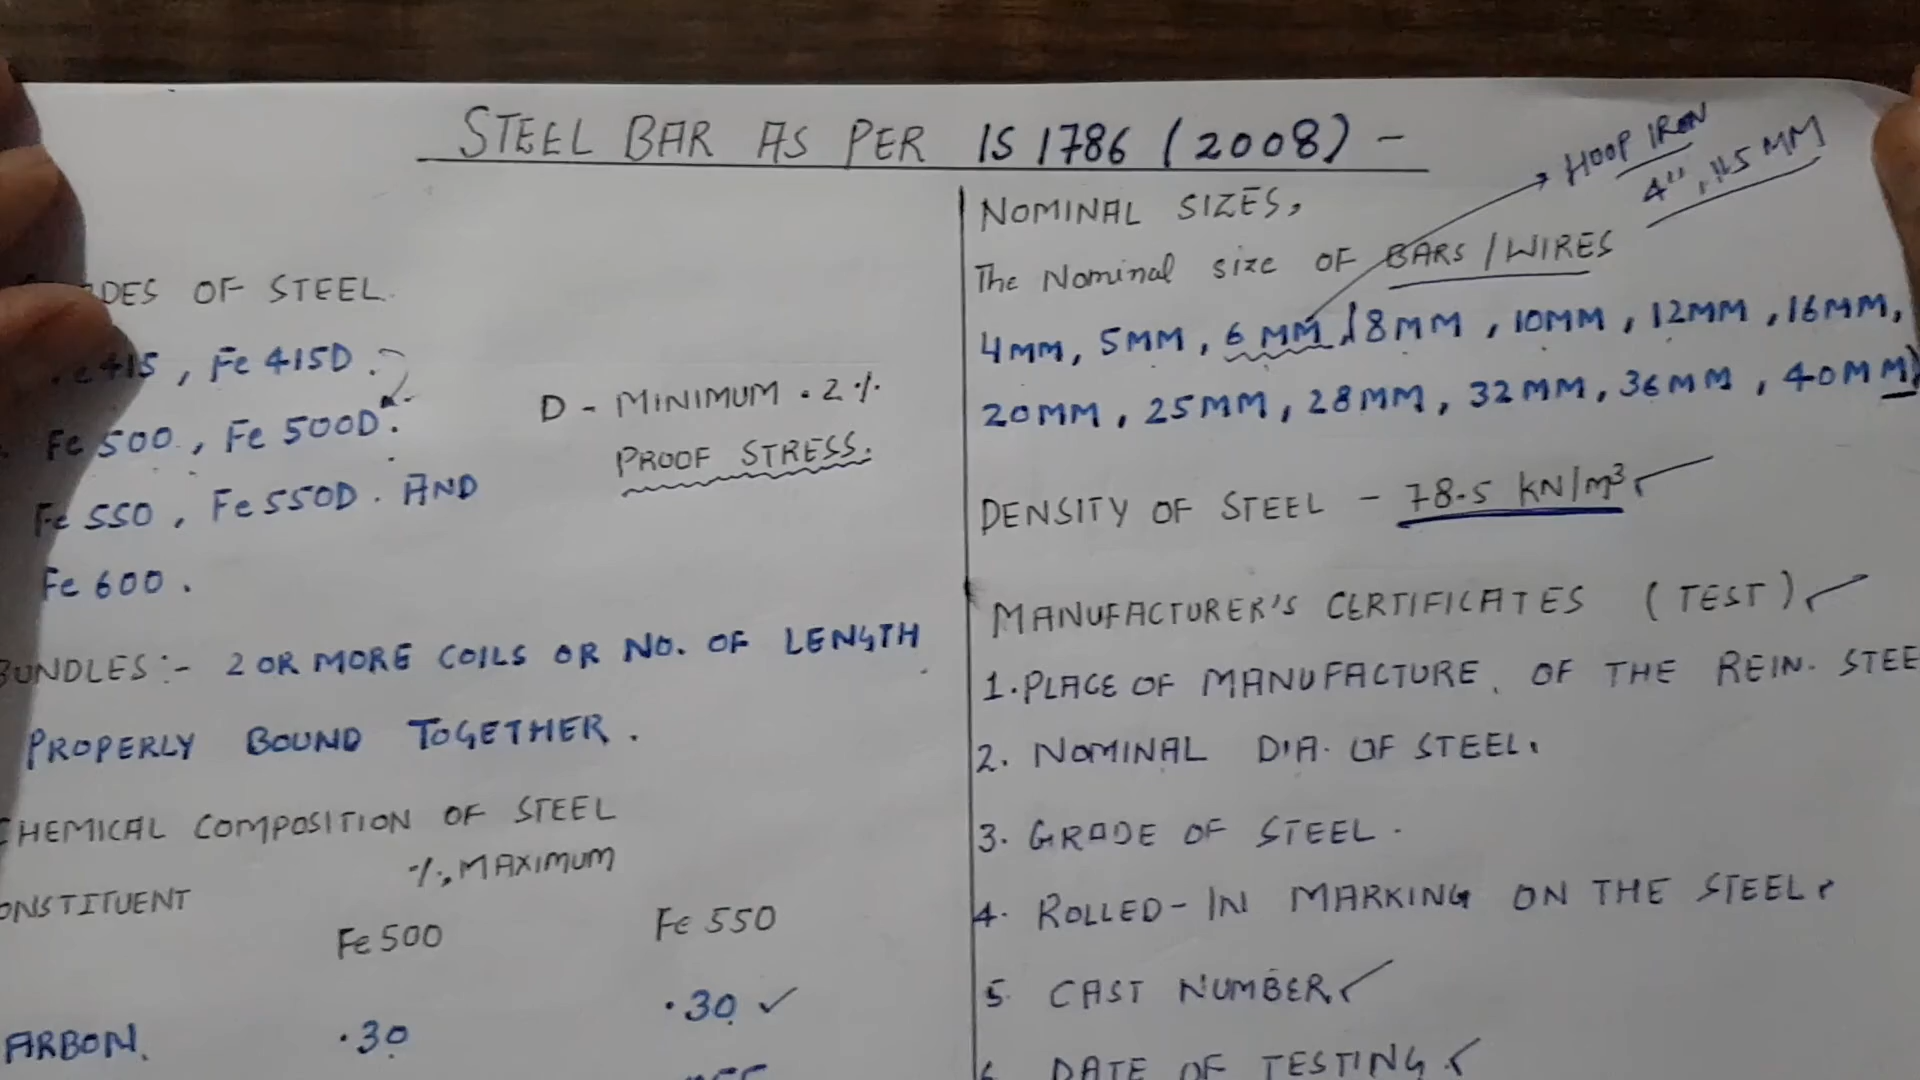 STEEL BAR AS PER IS 1786 (2008) -
DES OF STEEL.
415, Fe 415D.
Fe 500., Fe 500D.
Fe 550, Fe 550D. AND
Fe 600.
D - MINIMUM .2 %
PROOF STRESS.
BUNDLES:- 2 OR MORE COILS OR NO. OF LENGTH
PROPERLY BOUND TOGETHER.
CHEMICAL COMPOSITION OF STEEL
%, MAXIMUM
ONSTITUENT
Fe 500 Fe 550
ARBON. .30 .30 ✓
HOOP IRON
4",
NOMINAL SIZES,
The Nominal size OF BARS / WIRES
4MM, 5MM, 6 MM, 8MM, 10MM, 12MM, 16MM,
20MM, 25MM, 28MM, 32MM, 36MM, 40MM
DENSITY OF STEEL - 78.5 KN/m³
MANUFACTURER'S CERTIFICATES (TEST)
1. PLACE OF MANUFACTURE. OF THE REIN. STEE
2. NOMINAL DIA. OF STEEL.
3. GRADE OF STEEL.
4. ROLLED-IN MARKING ON THE STEEL.
5. CAST NUMBER.
DATE OF TESTING.